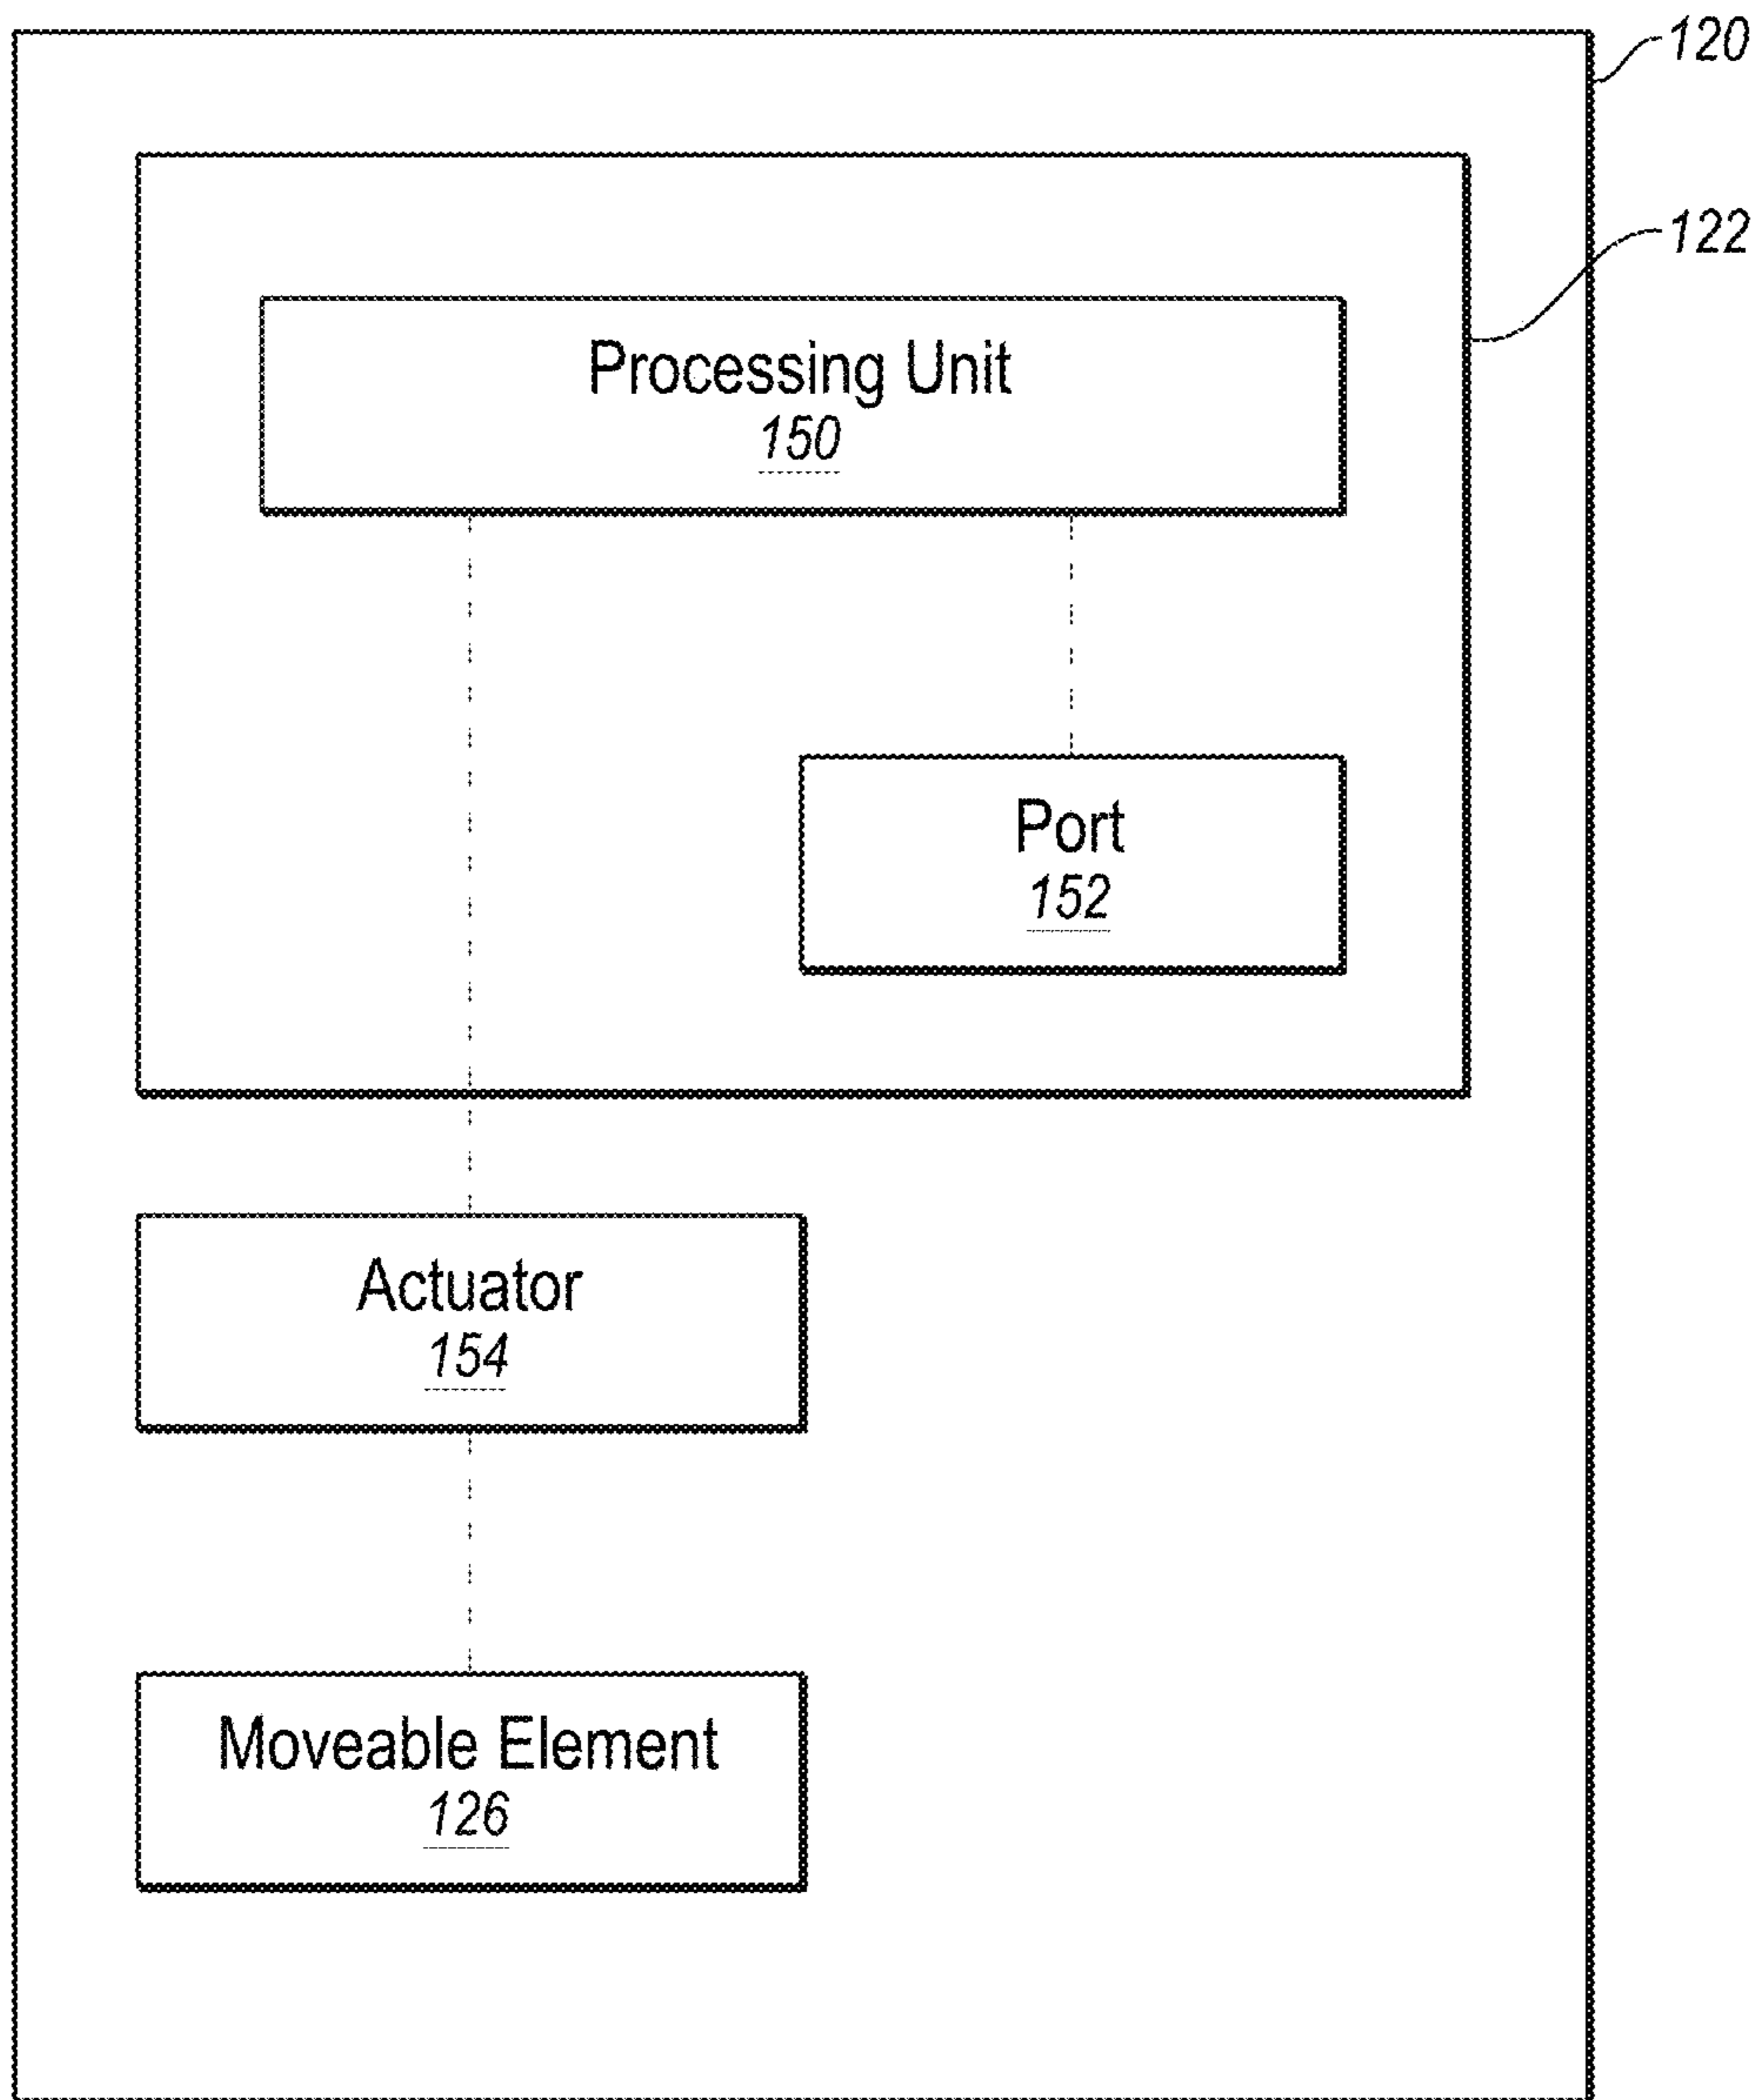 120
122
Processing Unit
150
Port
152
Actuator
154
Moveable Element
126